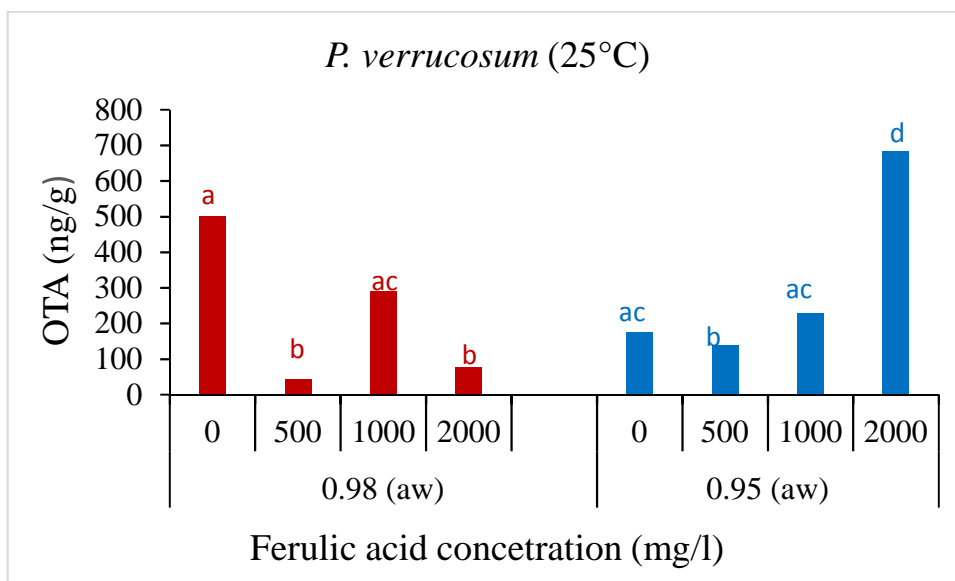 P. verrucosum (25°C)
800
700
600
500
400
300
200
100
0
OTA (ng/g)
a
b
ac
b
ac
b
ac
d
0 500 1000 2000 0 500 1000 2000
0.98 (aw) 0.95 (aw)
Ferulic acid concetration (mg/l)